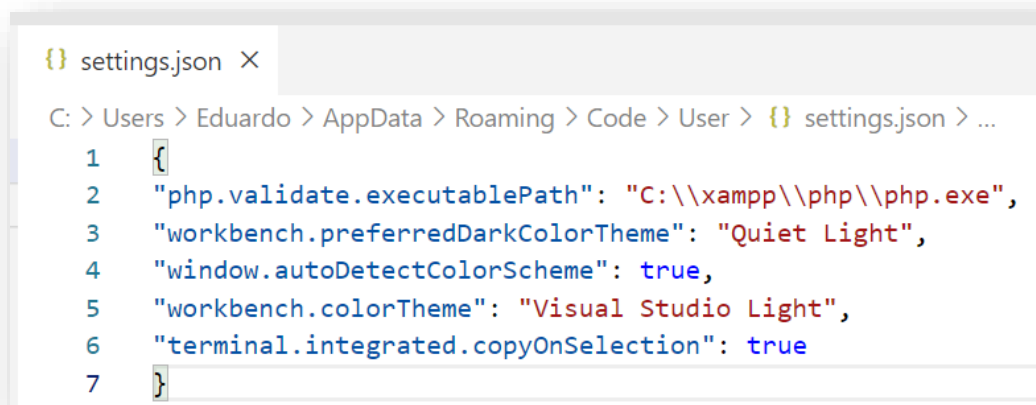 {} settings.json ×
C: > Users > Eduardo > AppData > Roaming > Code > User > {} settings.json > ...
1 {
2 "php.validate.executablePath": "C:\\xampp\\php\\php.exe",
3 "workbench.preferredDarkColorTheme": "Quiet Light",
4 "window.autoDetectColorScheme": true,
5 "workbench.colorTheme": "Visual Studio Light",
6 "terminal.integrated.copyOnSelection": true
7 }